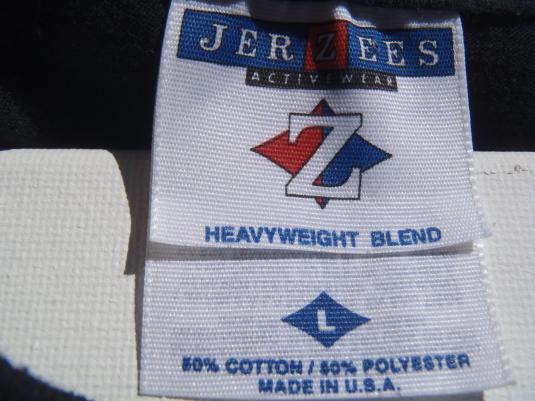 JERZEES
ACTIVEWEAR
Z
HEAVYWEIGHT BLEND
L
50% COTTON / 50% POLYESTER
MADE IN U.S.A.